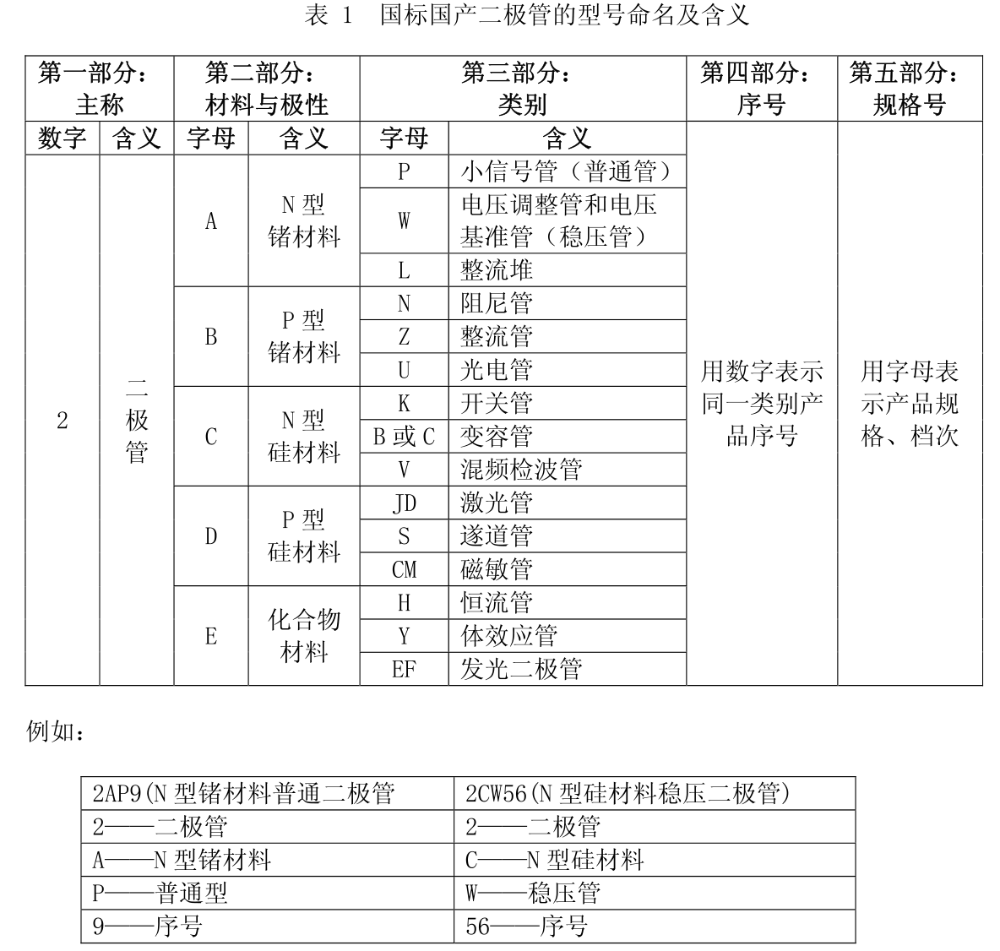 表 1 国标国产二极管的型号命名及含义
第一部分：
主称
第二部分：
材料与极性
第三部分：
类别
第四部分：
序号
第五部分：
规格号
数字
含义
字母
含义
字母
含义
2
二
极
管
A
N 型
锗材料
P
小信号管（普通管）
W
电压调整管和电压
基准管（稳压管）
L
整流堆
B
P 型
锗材料
N
阻尼管
Z
整流管
U
光电管
C
N 型
硅材料
K
开关管
B 或 C
变容管
V
混频检波管
D
P 型
硅材料
JD
激光管
S
遂道管
CM
磁敏管
E
化合物
材料
H
恒流管
Y
体效应管
EF
发光二极管
用数字表示
同一类别产
品序号
用字母表
示产品规
格、档次
例如：
2AP9(N 型锗材料普通二极管
2CW56(N 型硅材料稳压二极管)
2——二极管
2——二极管
A——N 型锗材料
C——N 型硅材料
P——普通型
W——稳压管
9——序号
56——序号